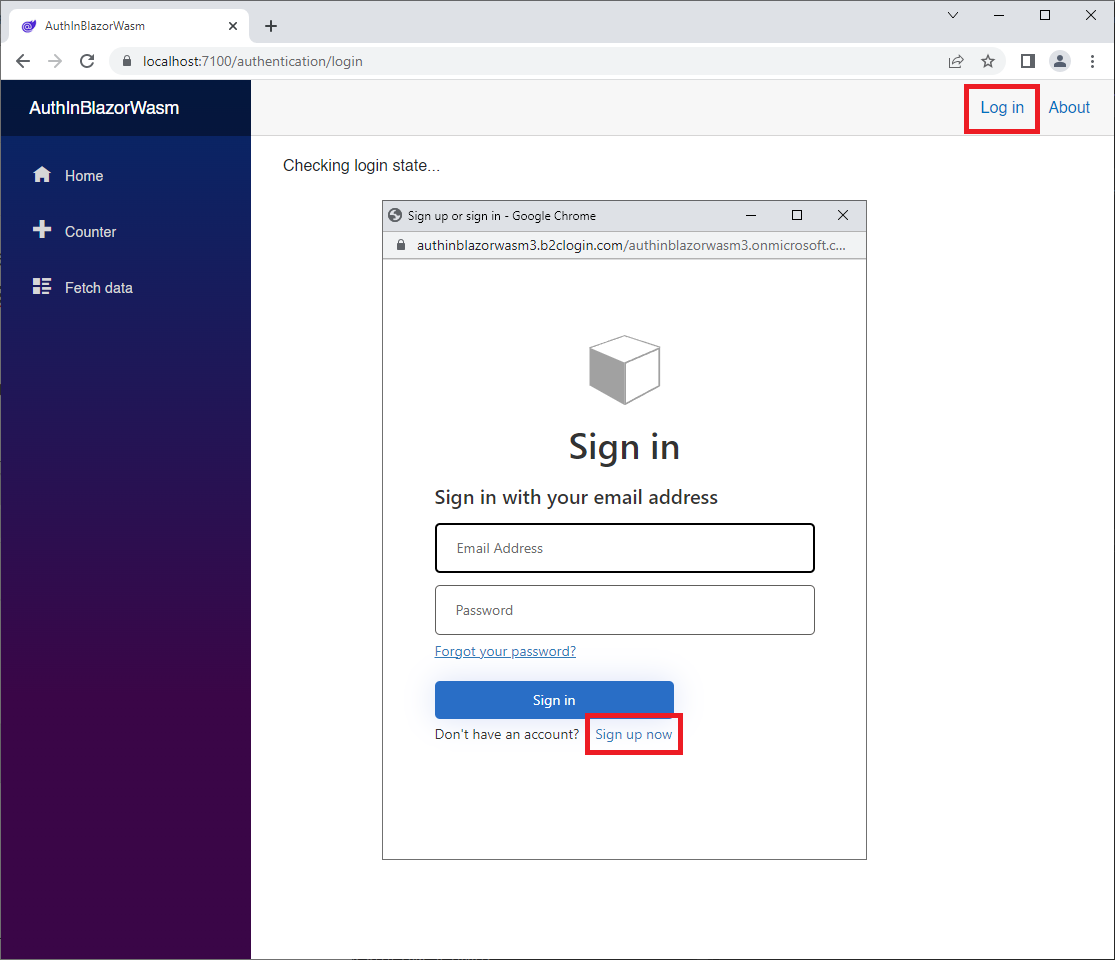 AuthInBlazorWasm
localhost:7100/authentication/login
AuthInBlazorWasm
Log in About
Home
Counter
Fetch data
Checking login state...
Sign up or sign in - Google Chrome
authinblazorwasm3.b2clogin.com/authinblazorwasm3.onmicrosoft.c...
Sign in
Sign in with your email address
Email Address
Password
Forgot your password?
Sign in
Don't have an account? Sign up now